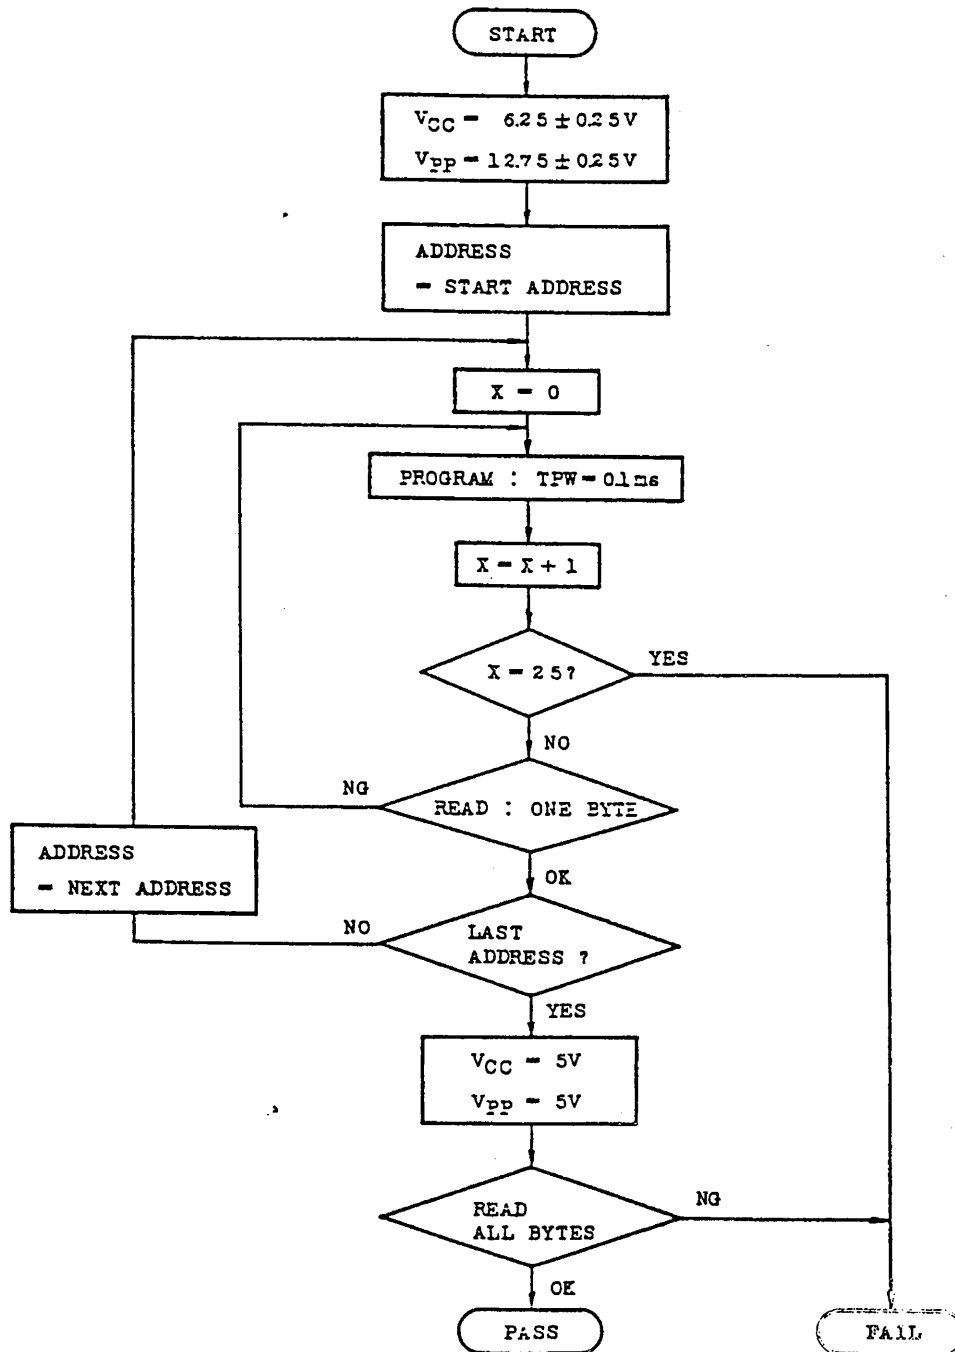 START
VCC = 6.25 ± 0.25V
VPP = 12.75 ± 0.25V
ADDRESS
= START ADDRESS
X = 0
PROGRAM : TPW = 0.1ms
X = X + 1
X = 25?
YES
NO
NG
READ : ONE BYTE
ADDRESS
= NEXT ADDRESS
OK
NO
LAST
ADDRESS ?
YES
VCC = 5V
VPP = 5V
READ
ALL BYTES
NG
OK
PASS
FAIL